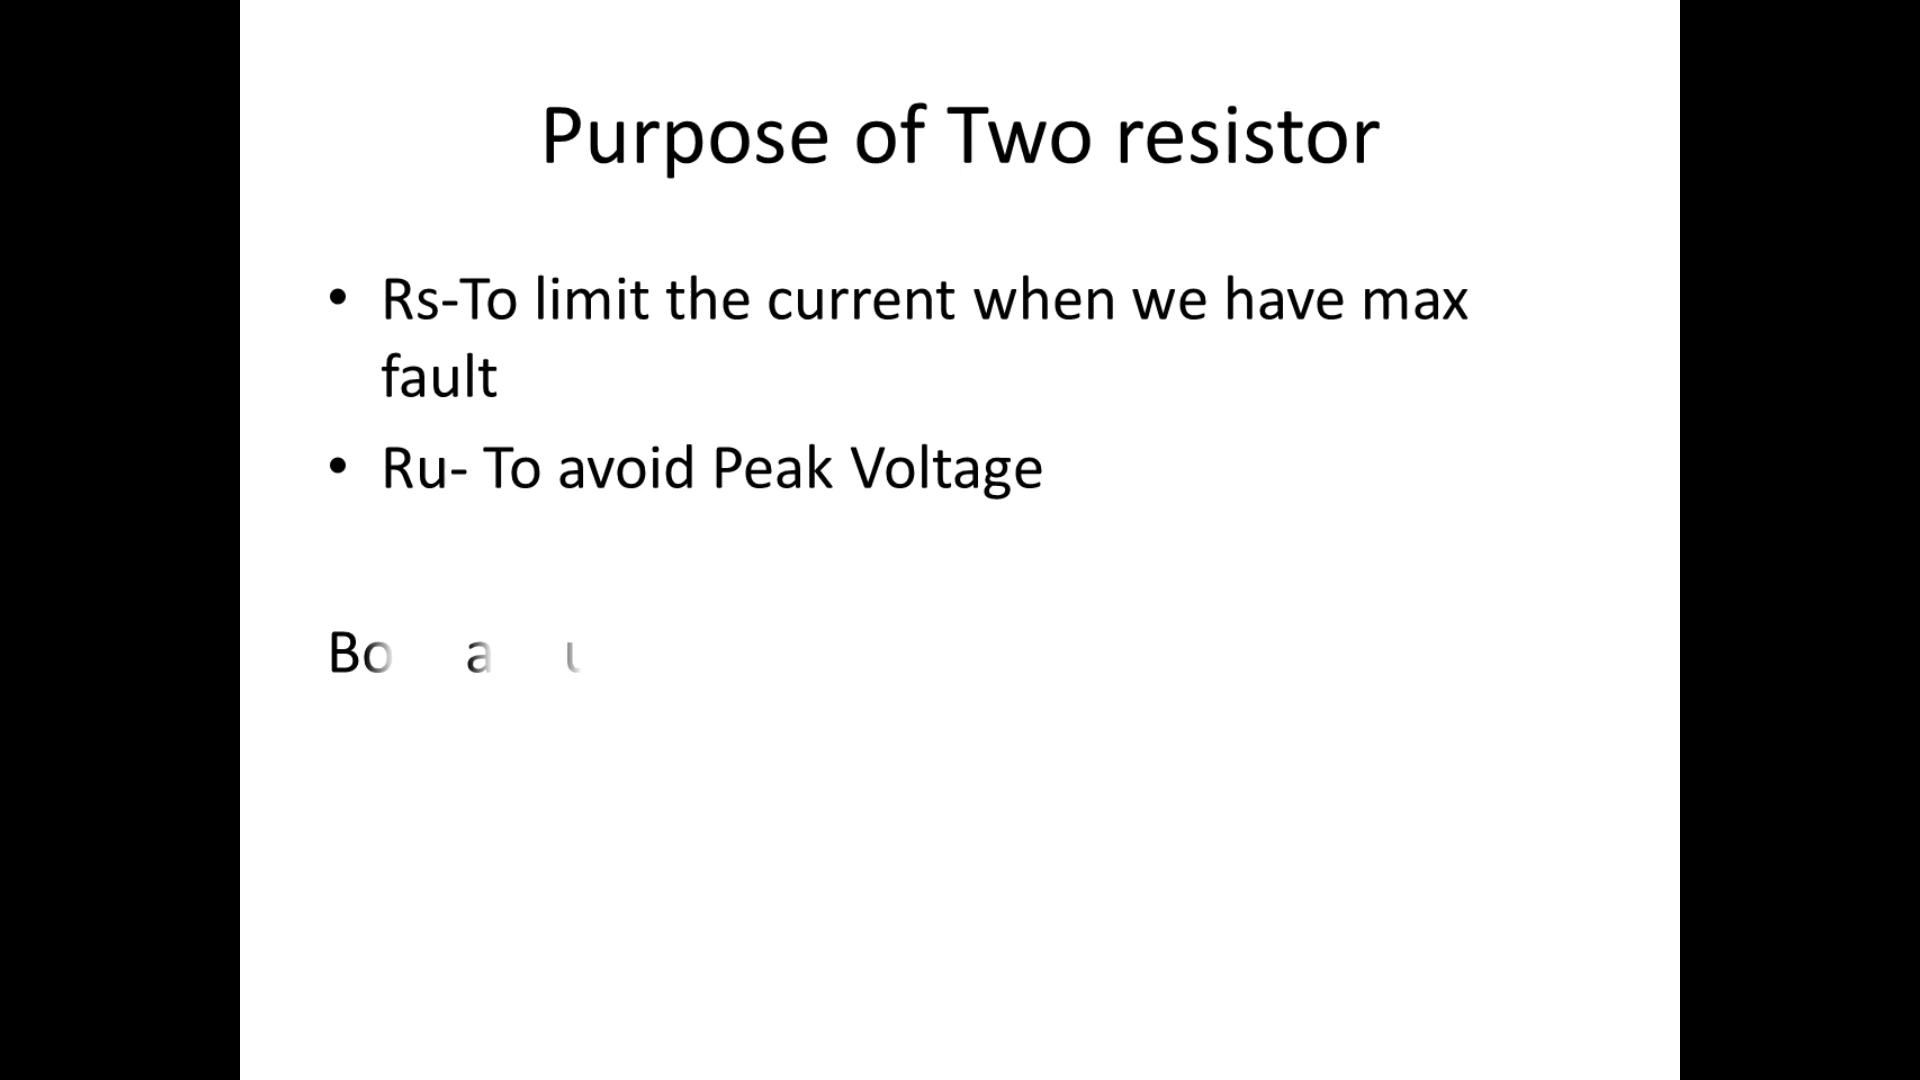 Purpose of Two resistor
• Rs-To limit the current when we have max
fault
• Ru- To avoid Peak Voltage